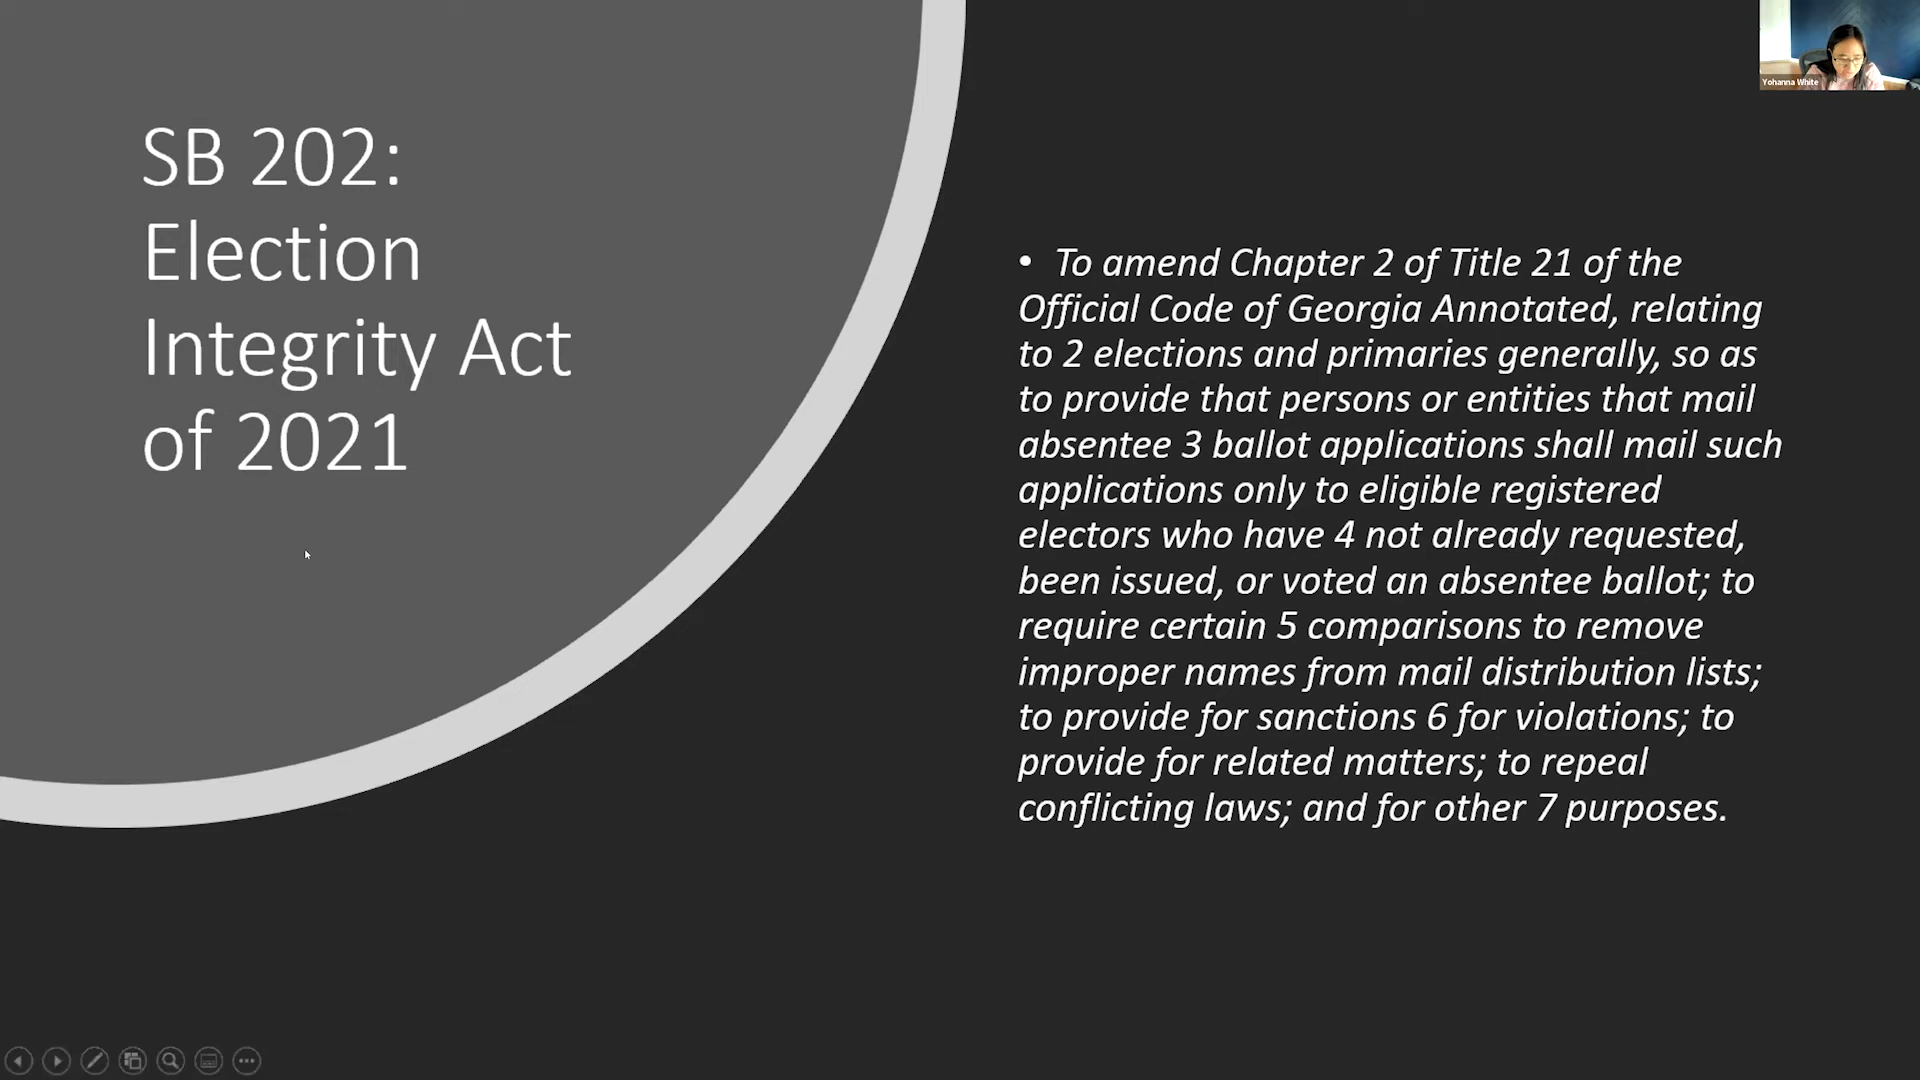 SB 202:
Election
Integrity Act
of 2021
• To amend Chapter 2 of Title 21 of the
Official Code of Georgia Annotated, relating
to 2 elections and primaries generally, so as
to provide that persons or entities that mail
absentee 3 ballot applications shall mail such
applications only to eligible registered
electors who have 4 not already requested,
been issued, or voted an absentee ballot; to
require certain 5 comparisons to remove
improper names from mail distribution lists;
to provide for sanctions 6 for violations; to
provide for related matters; to repeal
conflicting laws; and for other 7 purposes.
Yohanna White